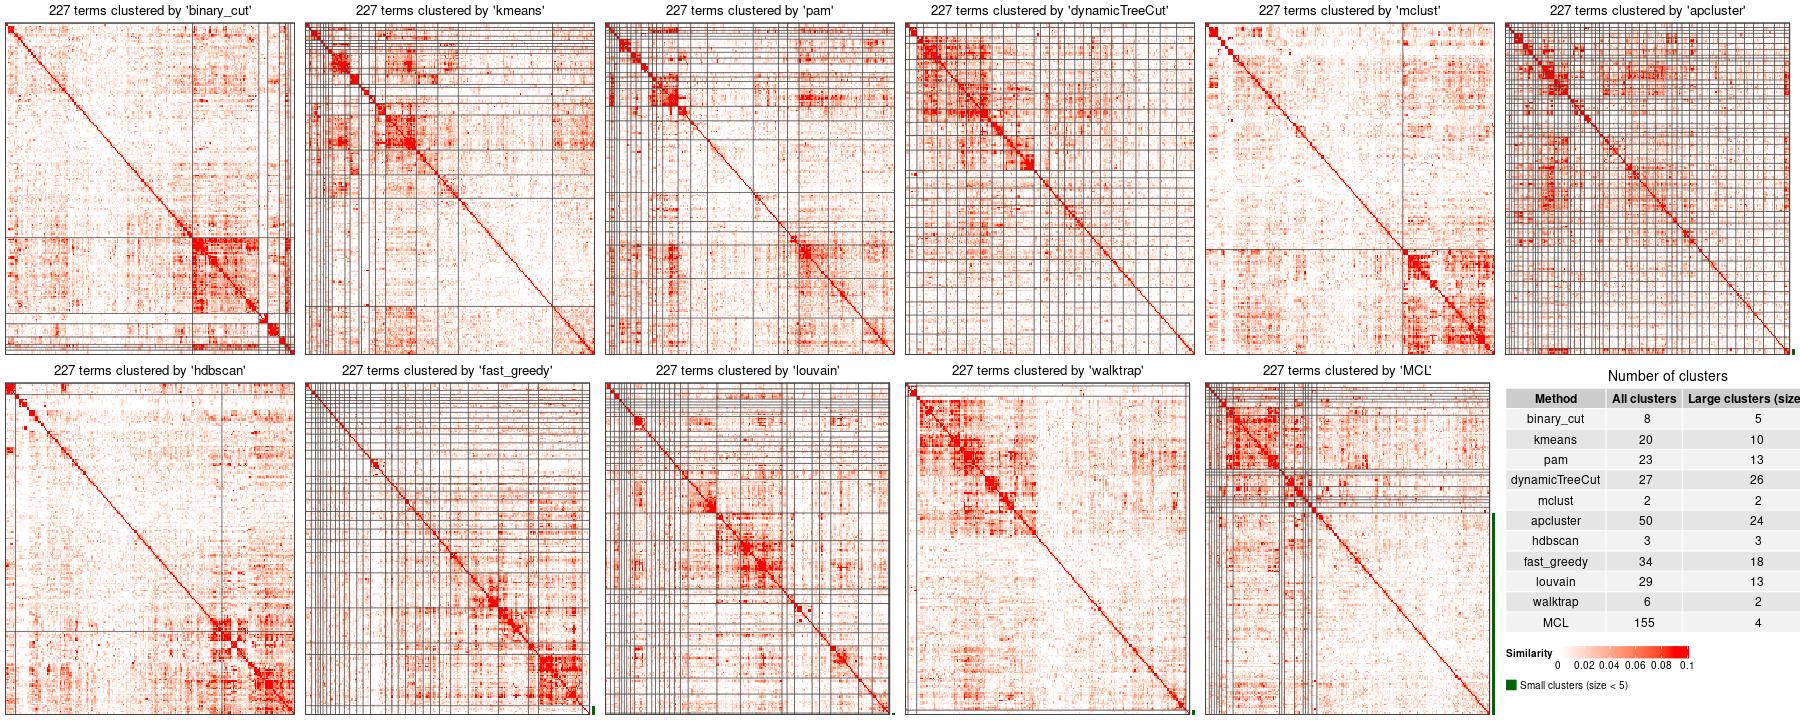 227 terms clustered by 'binary_cut'
227 terms clustered by 'kmeans'
227 terms clustered by 'pam'
227 terms clustered by 'dynamicTreeCut'
227 terms clustered by 'mclust'
227 terms clustered by 'apcluster'
227 terms clustered by 'hdbscan'
227 terms clustered by 'fast_greedy'
227 terms clustered by 'louvain'
227 terms clustered by 'walktrap'
227 terms clustered by 'MCL'
Number of clusters
Method All clusters Large clusters (size
binary_cut 8 5
kmeans 20 10
pam 23 13
dynamicTreeCut 27 26
mclust 2 2
apcluster 50 24
hdbscan 3 3
fast_greedy 34 18
louvain 29 13
walktrap 6 2
MCL 155 4
Similarity
0 0.02 0.04 0.06 0.08 0.1
Small clusters (size < 5)